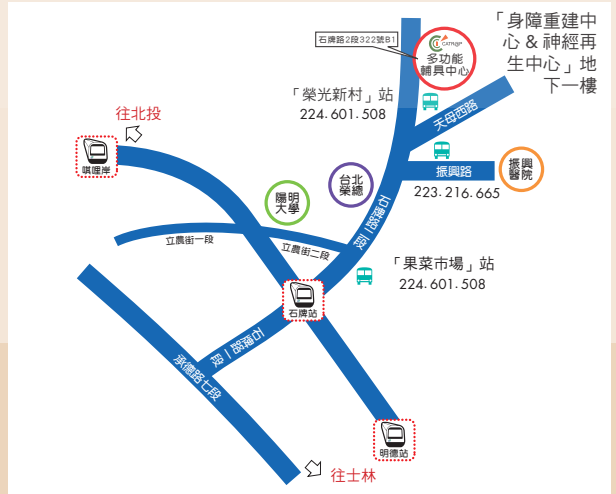 「身障重建中
心 & 神經再
生中心」地
下一樓
石牌路2段322號B1
CATR@P
多功能
輔具中心
「榮光新村」站
224. 601. 508
天母西路
往北投
唭哩岸
振興路
振興
醫院
223. 216. 665
台北
榮總
陽明
大學
石牌路二段
立農街一段
立農街二段
「果菜市場」站
224. 601. 508
石牌站
石牌路一段
承德路七段
明德站
往士林